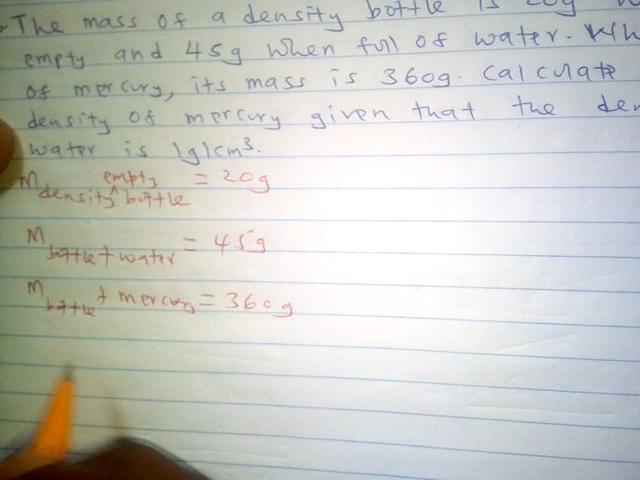 The mass of a density bottle is 20g
empty and 45g when full of water.
of mercury, its mass is 360g. Calculate
density of mercury given that the
water is 1g/cm³.
M density empty bottle = 20g
M bottle + water = 45g
M bottle + mercury = 360g